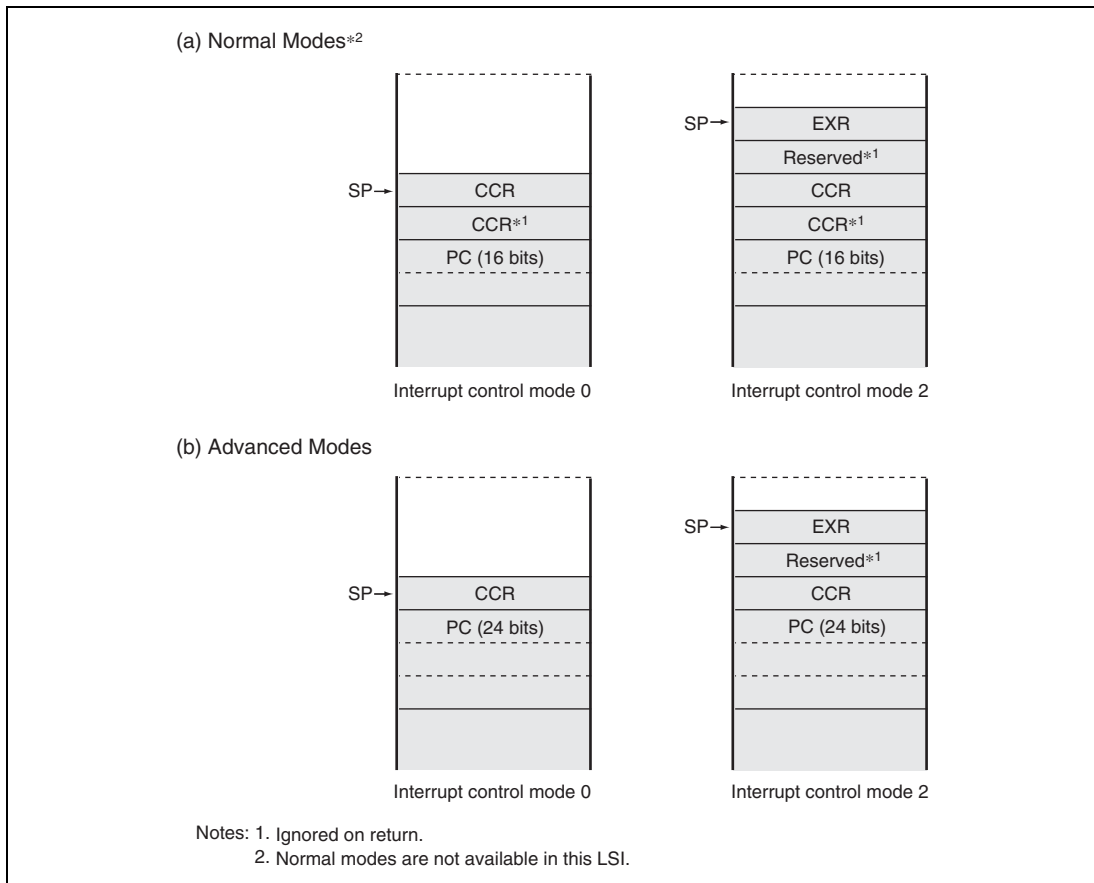 (a) Normal Modes*2
SP→ CCR
CCR*1
PC (16 bits)
Interrupt control mode 0
SP→ EXR
Reserved*1
CCR
CCR*1
PC (16 bits)
Interrupt control mode 2
(b) Advanced Modes
SP→ CCR
PC (24 bits)
Interrupt control mode 0
SP→ EXR
Reserved*1
CCR
PC (24 bits)
Interrupt control mode 2
Notes: 1. Ignored on return.
2. Normal modes are not available in this LSI.